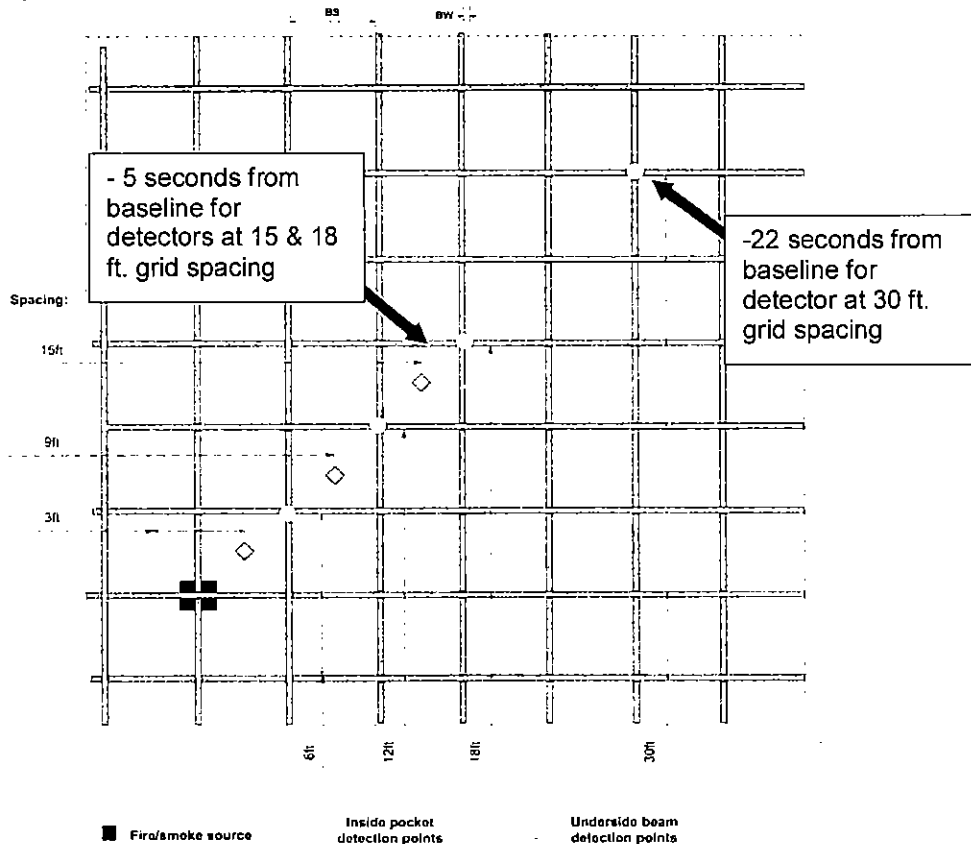 BS
BW
- 5 seconds from
baseline for
detectors at 15 & 18
ft. grid spacing
-22 seconds from
baseline for
detector at 30 ft.
grid spacing
Spacing:
15ft
9ft
3ft
6ft
12ft
18ft
30ft
Fire/smoke source
Inside pocket
detection points
Underside beam
detection points